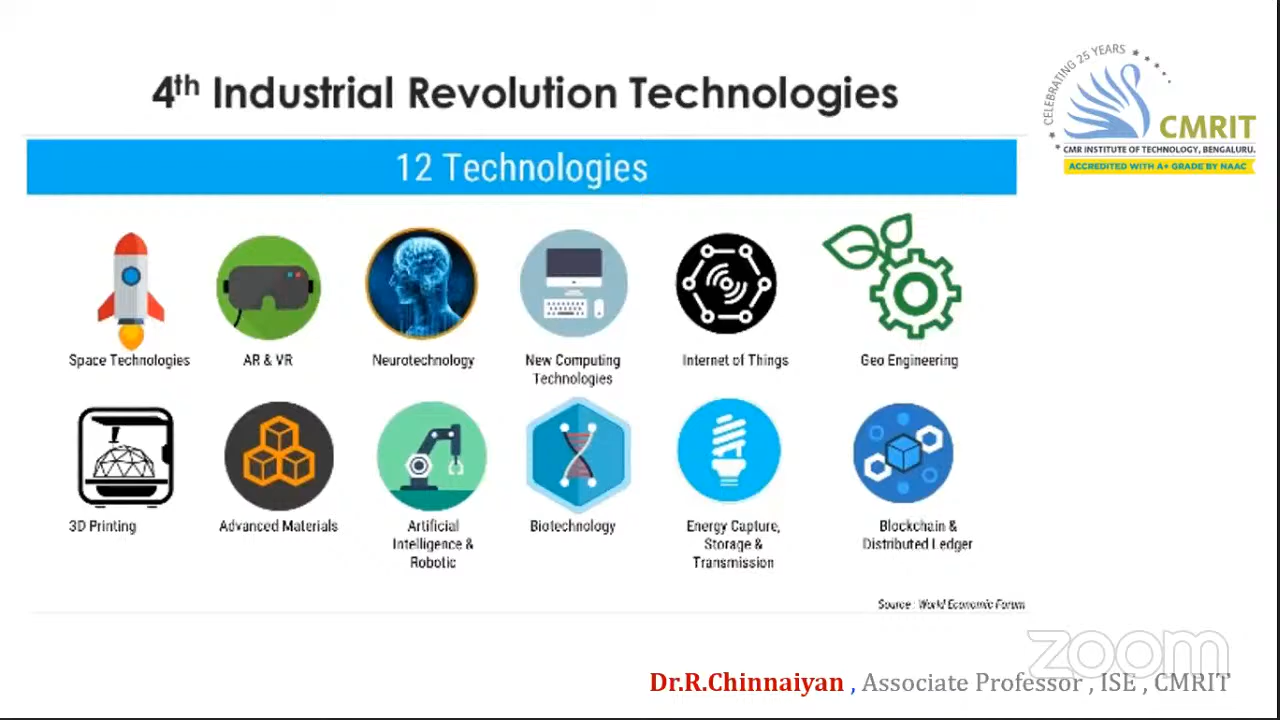 4th Industrial Revolution Technologies
CELEBRATING 25 YEARS
CMRIT
CMR INSTITUTE OF TECHNOLOGY, BENGALURU.
ACCREDITED WITH A+ GRADE BY NAAC
12 Technologies
Space Technologies
AR & VR
Neurotechnology
New Computing
Technologies
Internet of Things
Geo Engineering
3D Printing
Advanced Materials
Artificial
Intelligence &
Robotic
Biotechnology
Energy Capture,
Storage &
Transmission
Blockchain &
Distributed Ledger
Source : World Economic Forum
zoom
Dr.R.Chinnaiyan , Associate Professor , ISE , CMRIT